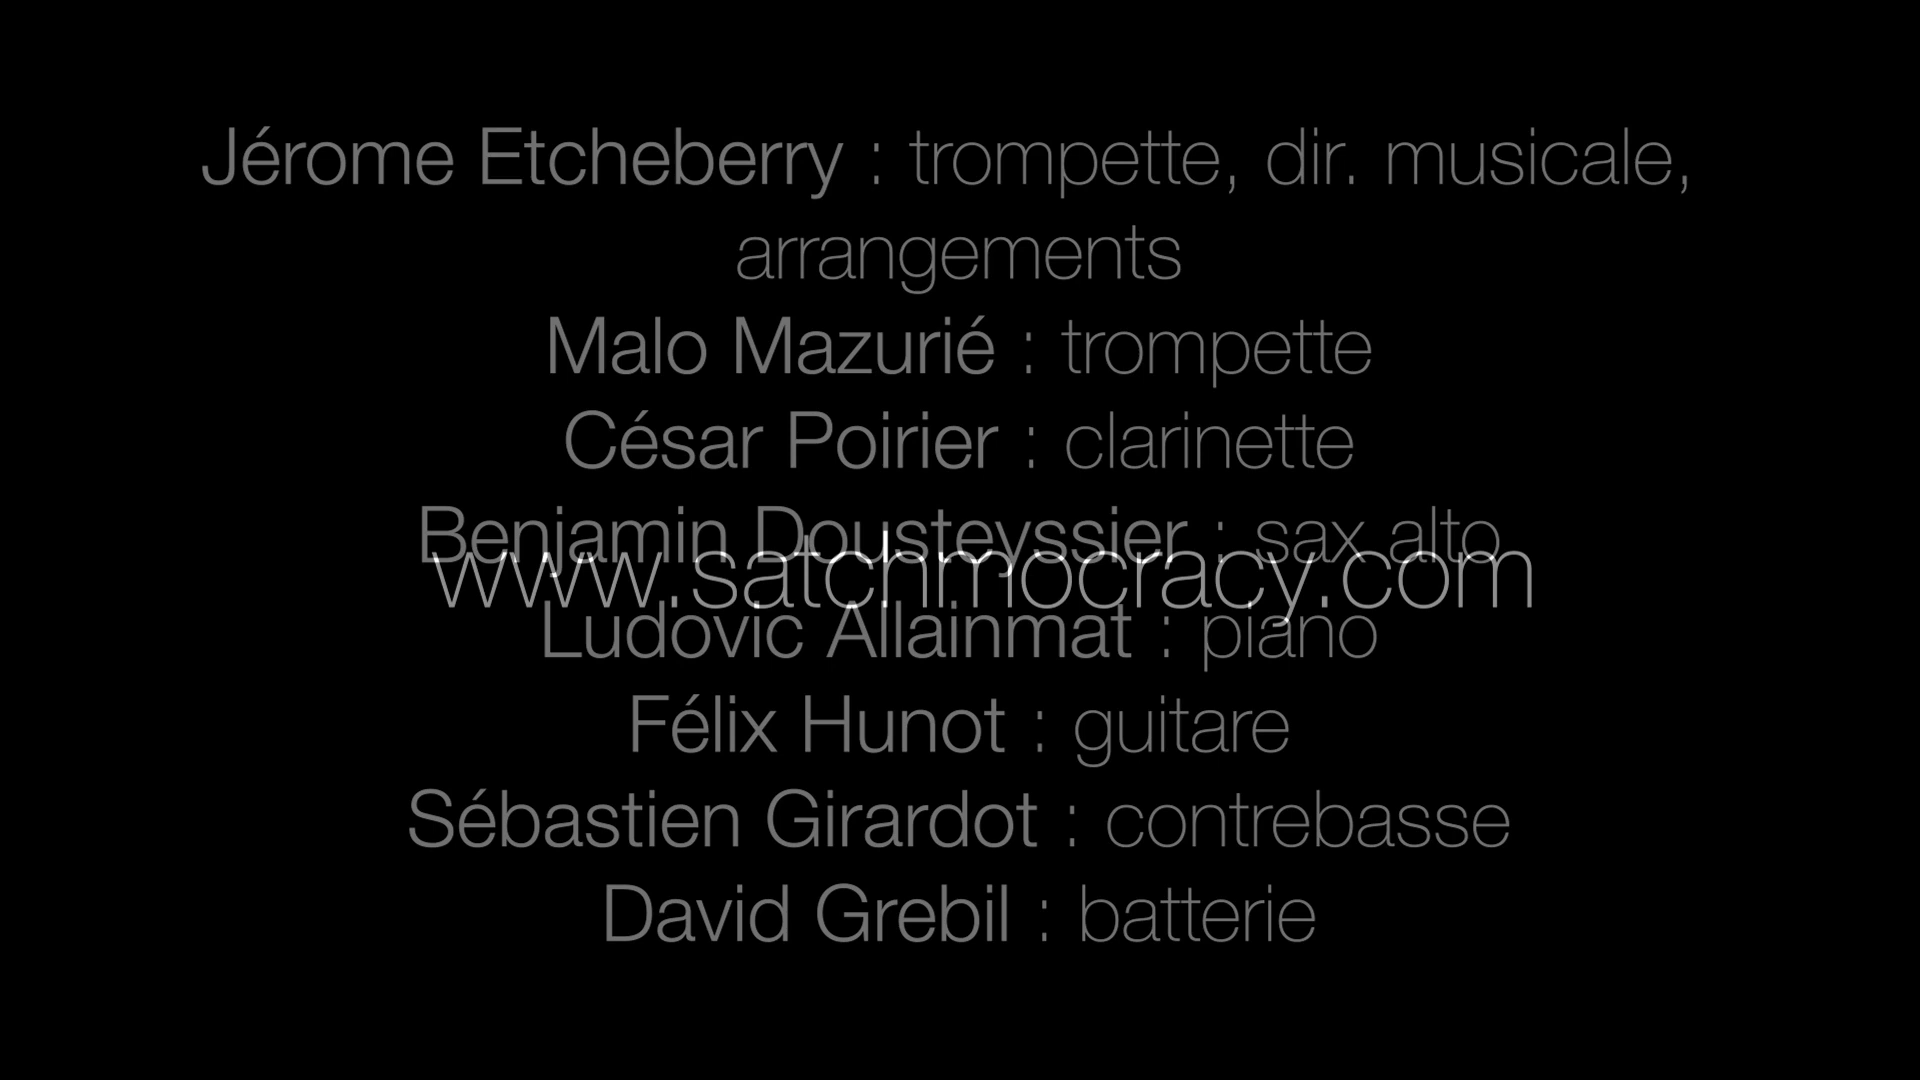 Jérome Etcheberry : trompette, dir. musicale,
arrangements
Malo Mazurié : trompette
César Poirier : clarinette
Benjamin Dousteyssier : sax alto
www.satchmocracy.com
Ludovic Allainmat : piano
Félix Hunot : guitare
Sébastien Girardot : contrebasse
David Grebil : batterie